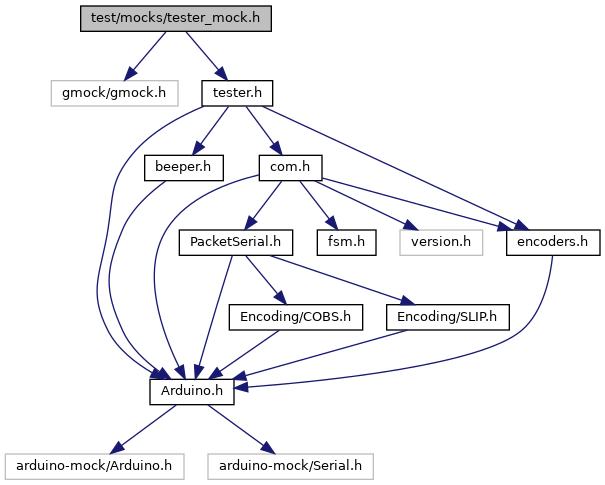 test/mocks/tester_mock.h
gmock/gmock.h
tester.h
beeper.h
com.h
PacketSerial.h
fsm.h
version.h
encoders.h
Encoding/COBS.h
Encoding/SLIP.h
Arduino.h
arduino-mock/Arduino.h
arduino-mock/Serial.h